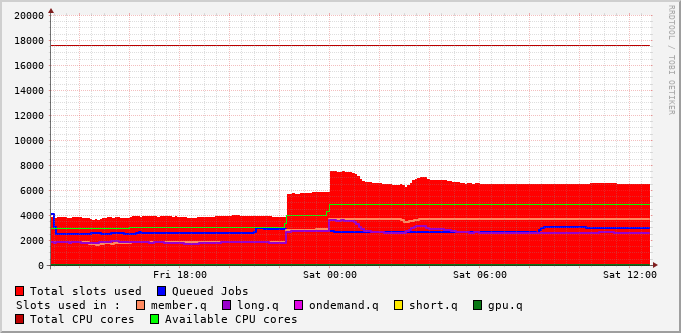 RRDTOOL / TOBI OETIKER
20000
18000
16000
14000
12000
10000
8000
6000
4000
2000
0
Fri 18:00 Sat 00:00 Sat 06:00 Sat 12:00
Total slots used Queued Jobs
Slots used in : member.q long.q ondemand.q short.q gpu.q
Total CPU cores Available CPU cores